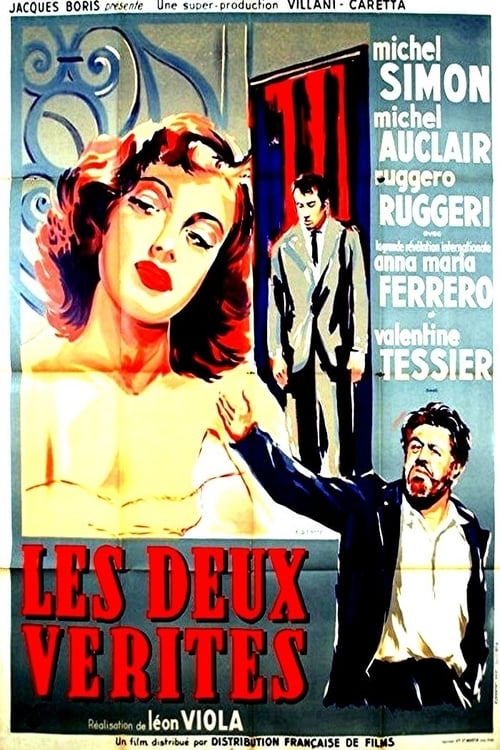 JACQUES BORIS présente Une super-production VILLANI - CARETTA
michel
SIMON
michel
AUCLAIR
ruggero
RUGGERI
avec
la grande révélation internationale
anna maria
FERRERO
et
valentine
TESSIER
LES DEUX
VERITES
Réalisation de léon VIOLA
Un film distribué par DISTRIBUTION FRANÇAISE DE FILMS